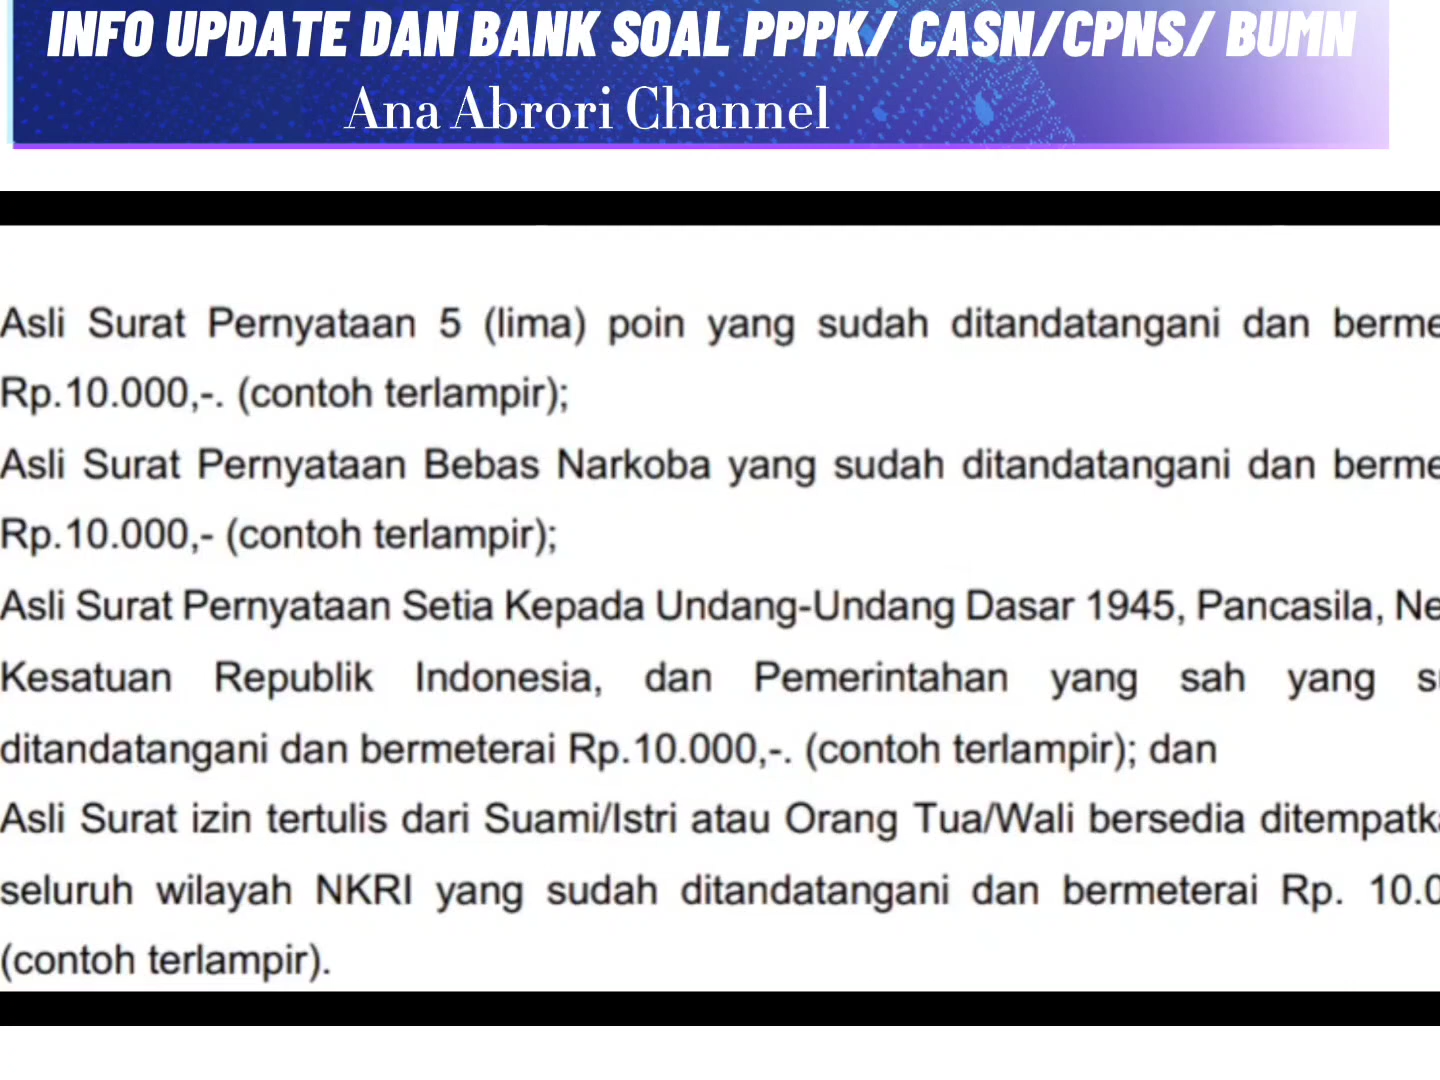 INFO UPDATE DAN BANK SOAL PPPK/ CASN/CPNS/ BUMN
Ana Abrori Channel
Asli Surat Pernyataan 5 (lima) poin yang sudah ditandatangani dan berme
Rp.10.000,-. (contoh terlampir);
Asli Surat Pernyataan Bebas Narkoba yang sudah ditandatangani dan berme
Rp.10.000,- (contoh terlampir);
Asli Surat Pernyataan Setia Kepada Undang-Undang Dasar 1945, Pancasila, Ne
Kesatuan Republik Indonesia, dan Pemerintahan yang sah yang s
ditandatangani dan bermeterai Rp.10.000,-. (contoh terlampir); dan
Asli Surat izin tertulis dari Suami/Istri atau Orang Tua/Wali bersedia ditempatk
seluruh wilayah NKRI yang sudah ditandatangani dan bermeterai Rp. 10.0
(contoh terlampir).